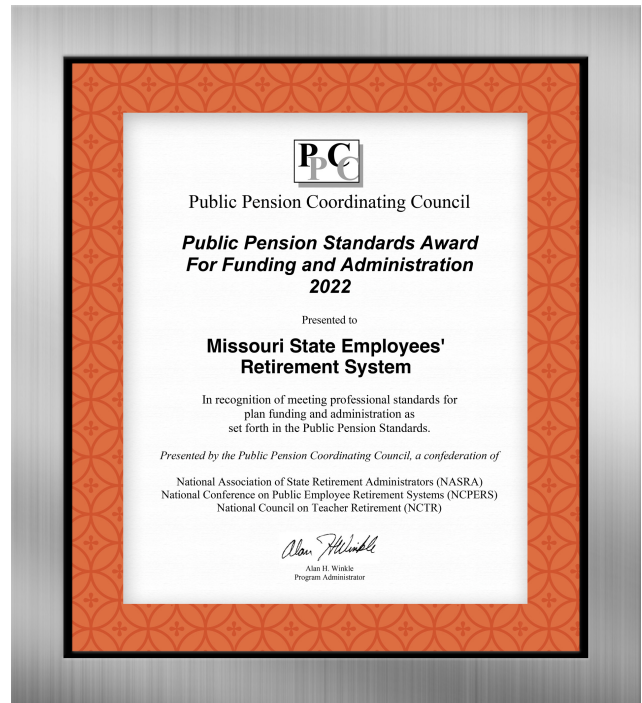 PPCC
Public Pension Coordinating Council
Public Pension Standards Award
For Funding and Administration
2022
Presented to
Missouri State Employees'
Retirement System
In recognition of meeting professional standards for
plan funding and administration as
set forth in the Public Pension Standards.
Presented by the Public Pension Coordinating Council, a confederation of
National Association of State Retirement Administrators (NASRA)
National Conference on Public Employee Retirement Systems (NCPERS)
National Council on Teacher Retirement (NCTR)
Alan H Winkle
Alan H. Winkle
Program Administrator